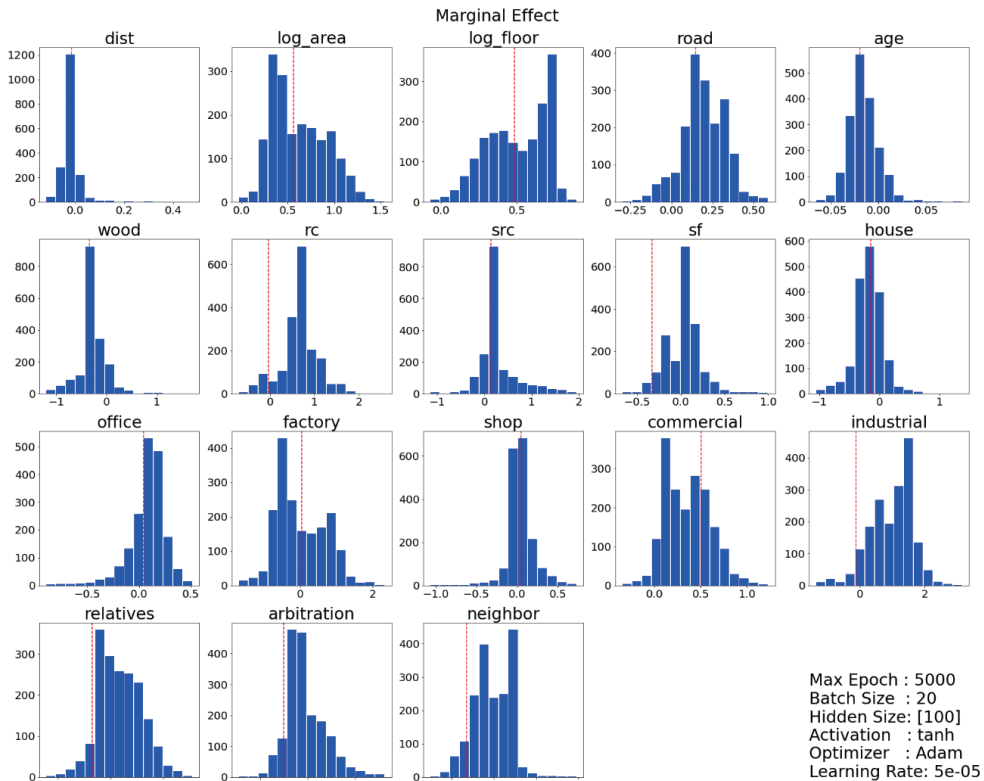 Marginal Effect
dist log_area log_floor road age
1200 1000 800 600 400 200 0
0.0 0.2 0.4
300 200 100 0
0.0 0.5 1.0 1.5
300 200 100 0
0.0 0.5
400 300 200 100 0
−0.25 0.00 0.25 0.50
500 400 300 200 100 0
−0.05 0.00 0.05
wood rc src sf house
800 600 400 200 0
−1 0 1
600 400 200 0
0 1 2
800 600 400 200 0
−1 0 1 2
600 400 200 0
−0.5 0.0 0.5 1.0
600 500 400 300 200 100 0
−1 0 1
office factory shop commercial industrial
500 400 300 200 100 0
−0.5 0.0 0.5
400 300 200 100 0
0 2
600 400 200 0
−1.0 −0.5 0.0 0.5
300 200 100 0
0.0 0.5 1.0
400 300 200 100 0
0 2
relatives arbitration neighbor
300 200 100 0
400 300 200 100 0
400 300 200 100 0
Max Epoch : 5000
Batch Size : 20
Hidden Size: [100]
Activation : tanh
Optimizer : Adam
Learning Rate: 5e-05